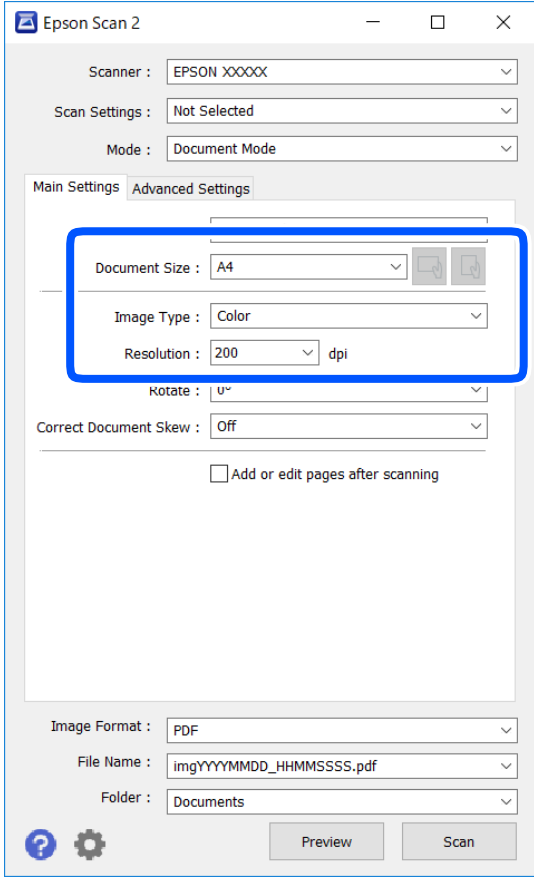 Epson Scan 2
Scanner : EPSON XXXXX
Scan Settings : Not Selected
Mode : Document Mode
Main Settings Advanced Settings
Document Size : A4
Image Type : Color
Resolution : 200 dpi
Rotate : 0°
Correct Document Skew : Off
Add or edit pages after scanning
Image Format : PDF
File Name : imgYYYYMMDD_HHMMSSSS.pdf
Folder : Documents
? Preview Scan